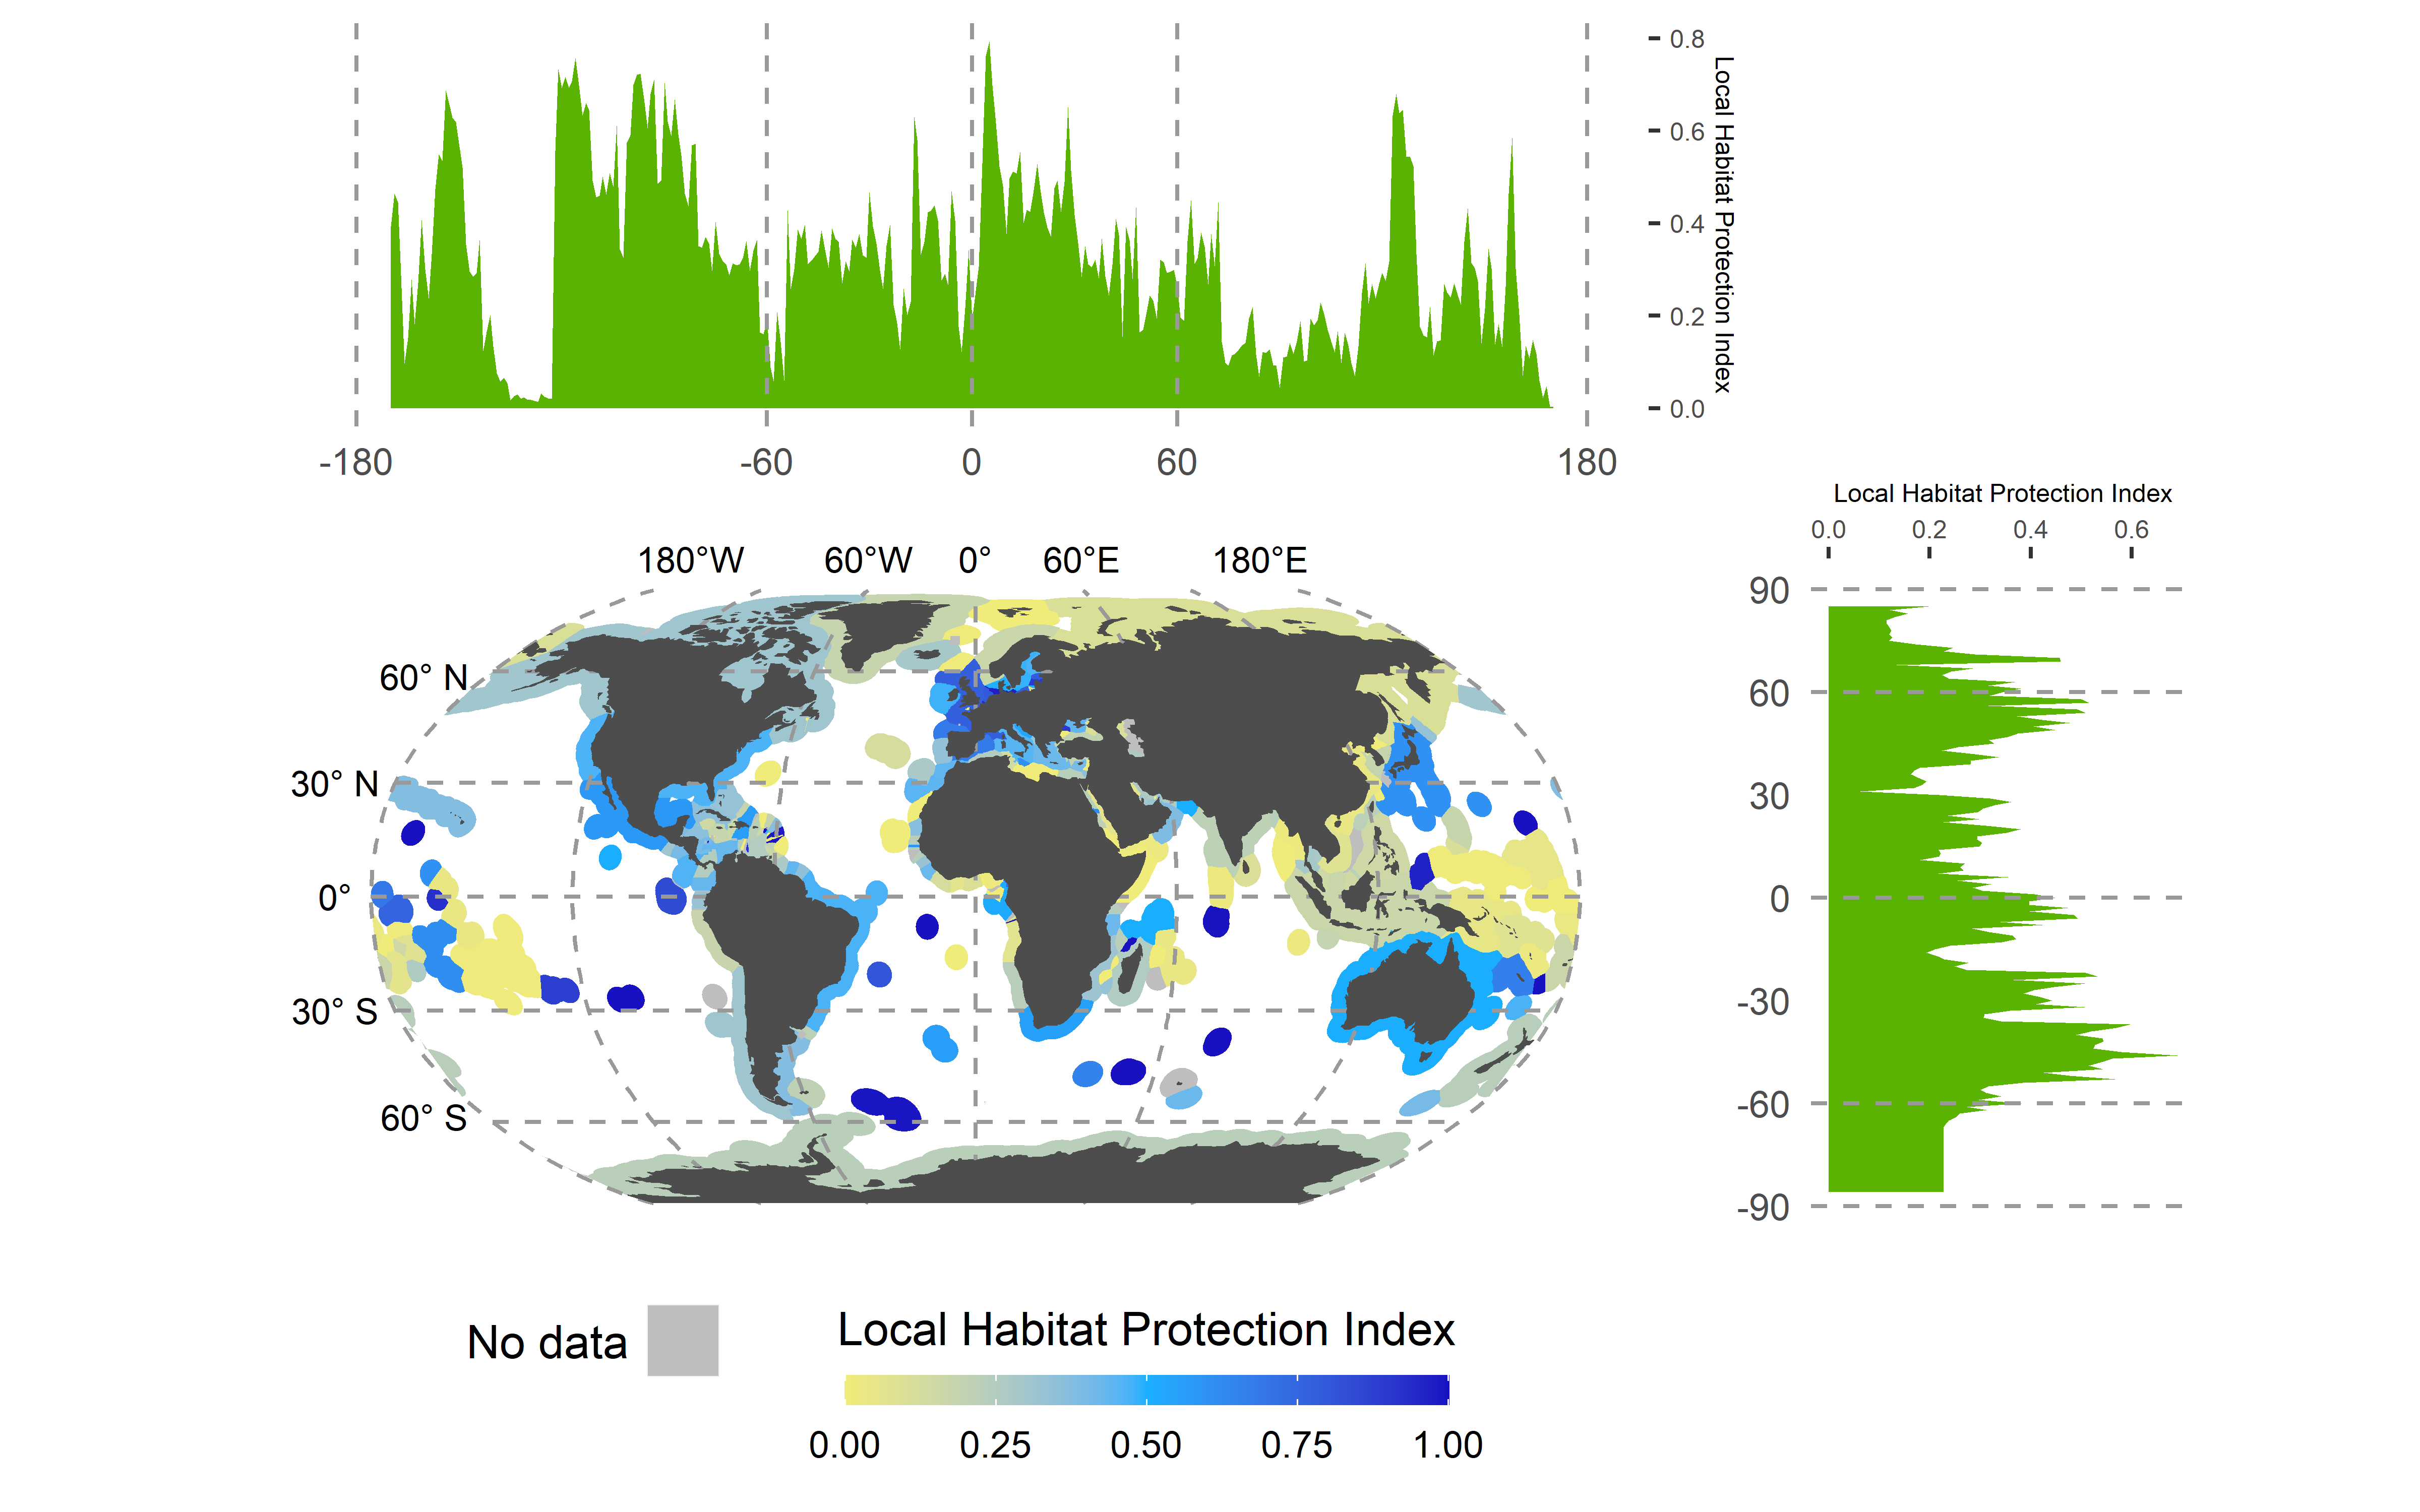 0.8
0.6
0.4
0.2
0.0
Local Habitat Protection Index
-180 -60 0 60 180
Local Habitat Protection Index
0.0 0.2 0.4 0.6
90
60
30
0
-30
-60
-90
180°W 60°W 0° 60°E 180°E
60° N
30° N
0°
30° S
60° S
No data
Local Habitat Protection Index
0.00 0.25 0.50 0.75 1.00